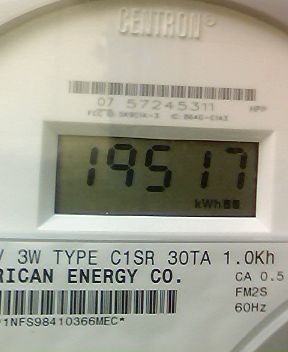 CENTRON®
07 57245311
19517
kWh
V 3W TYPE C1SR 30TA 1.0Kh
RICAN ENERGY CO.
CA 0.5
FM2S
60Hz
1NFS98410366MEC*